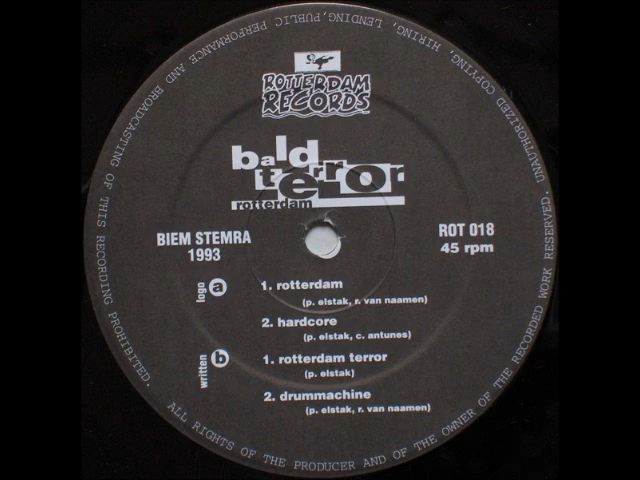 ROTTERDAM
RECORDS
bald
terror
rotterdam
BIEM STEMRA
1993
ROT 018
45 rpm
logo a
1. rotterdam
(p. elstak, r. van naamen)
2. hardcore
(p. elstak, c. antunes)
written b
1. rotterdam terror
(p. elstak)
2. drummachine
(p. elstak, r. van naamen)
ALL RIGHTS OF THE PRODUCER AND OF THE OWNER OF THE RECORDED WORK RESERVED. UNAUTHORIZED COPYING, HIRING, LENDING, PUBLIC PERFORMANCE AND BROADCASTING OF THIS RECORDING PROHIBITED.